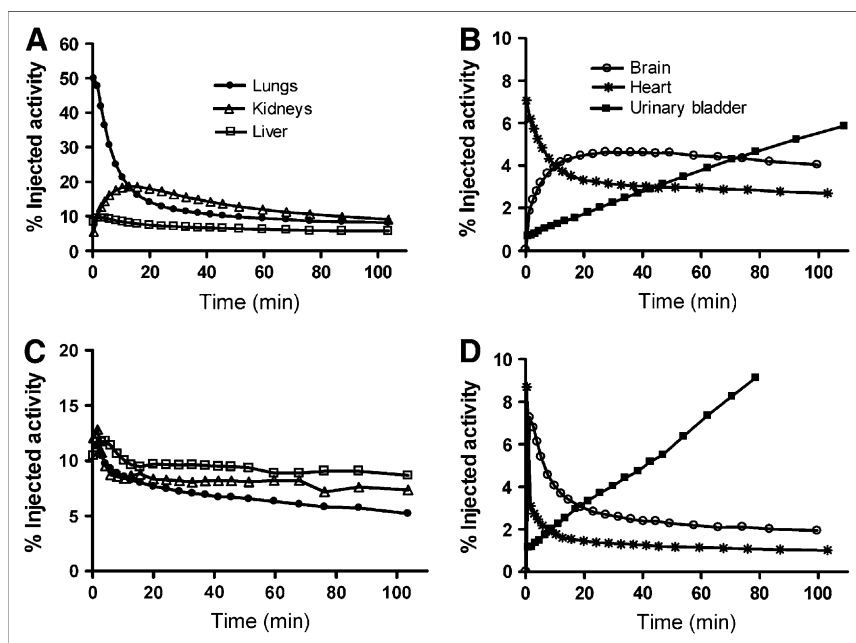 A
60
50
40
30
20
10
0
% Injected activity
Lungs
Kidneys
Liver
0 20 40 60 80 100
Time (min)
B
10
8
6
4
2
0
% Injected activity
Brain
Heart
Urinary bladder
0 20 40 60 80 100
Time (min)
C
20
15
10
5
0
% Injected activity
0 20 40 60 80 100
Time (min)
D
10
8
6
4
2
0
% Injected activity
0 20 40 60 80 100
Time (min)